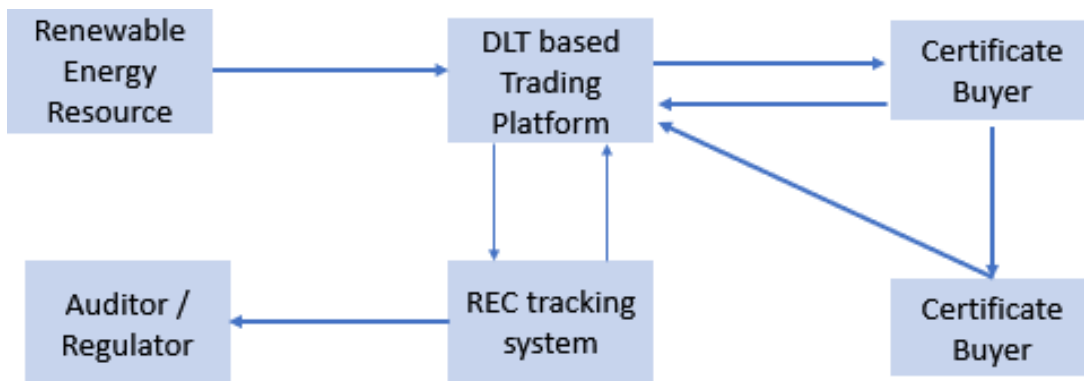 Renewable
Energy
Resource
DLT based
Trading
Platform
Certificate
Buyer
Auditor /
Regulator
REC tracking
system
Certificate
Buyer